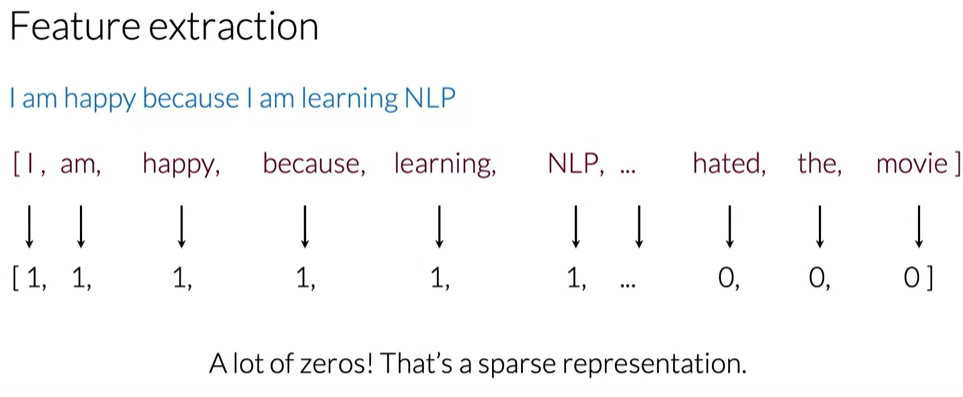 Feature extraction
I am happy because I am learning NLP
[ I, am, happy, because, learning, NLP, ... hated, the, movie ]
[ 1, 1, 1, 1, 1, 1, ... 0, 0, 0 ]
A lot of zeros! That's a sparse representation.